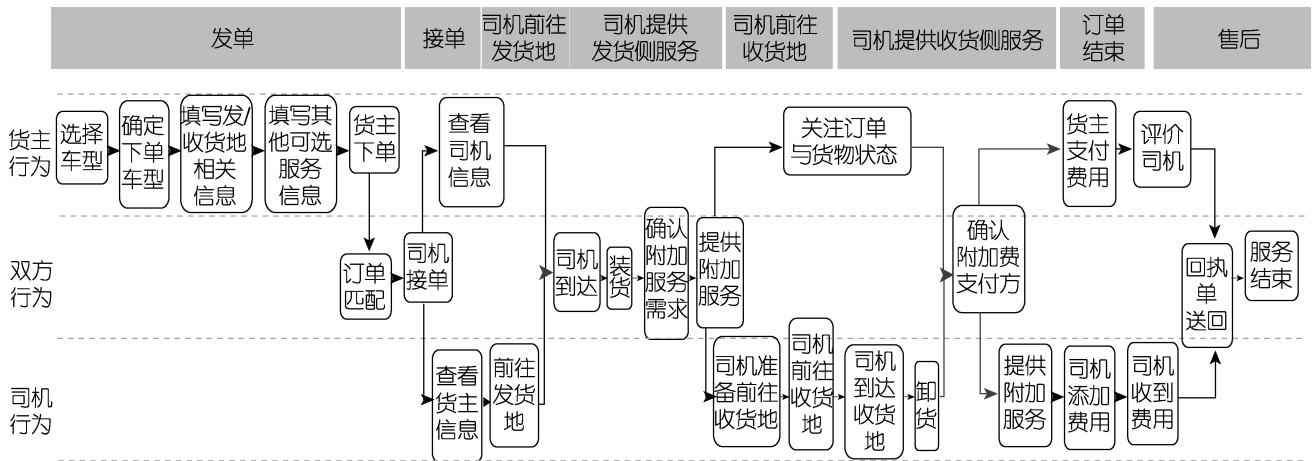 发单
接单
司机前往
发货地
司机提供
发货侧服务
司机前往
收货地
司机提供收货侧服务
订单
结束
售后
货主
行为
选择
车型
确定
下单
车型
填写发/
收货地
相关
信息
填写其
他可选
服务
信息
货主
下单
查看
司机
信息
关注订单
与货物状态
货主
支付
费用
评价
司机
双方
行为
订单
匹配
司机
接单
司机
到达
装
货
确认
附加
服务
需求
提供
附加
服务
确认
附加费
支付方
回执
单
送回
服务
结束
司机
行为
查看
货主
信息
前往
发货
地
司机准
备前往
收货地
司机
前往
收货
地
司机
到达
收货
地
卸
货
提供
附加
服务
司机
添加
费用
司机
收到
费用